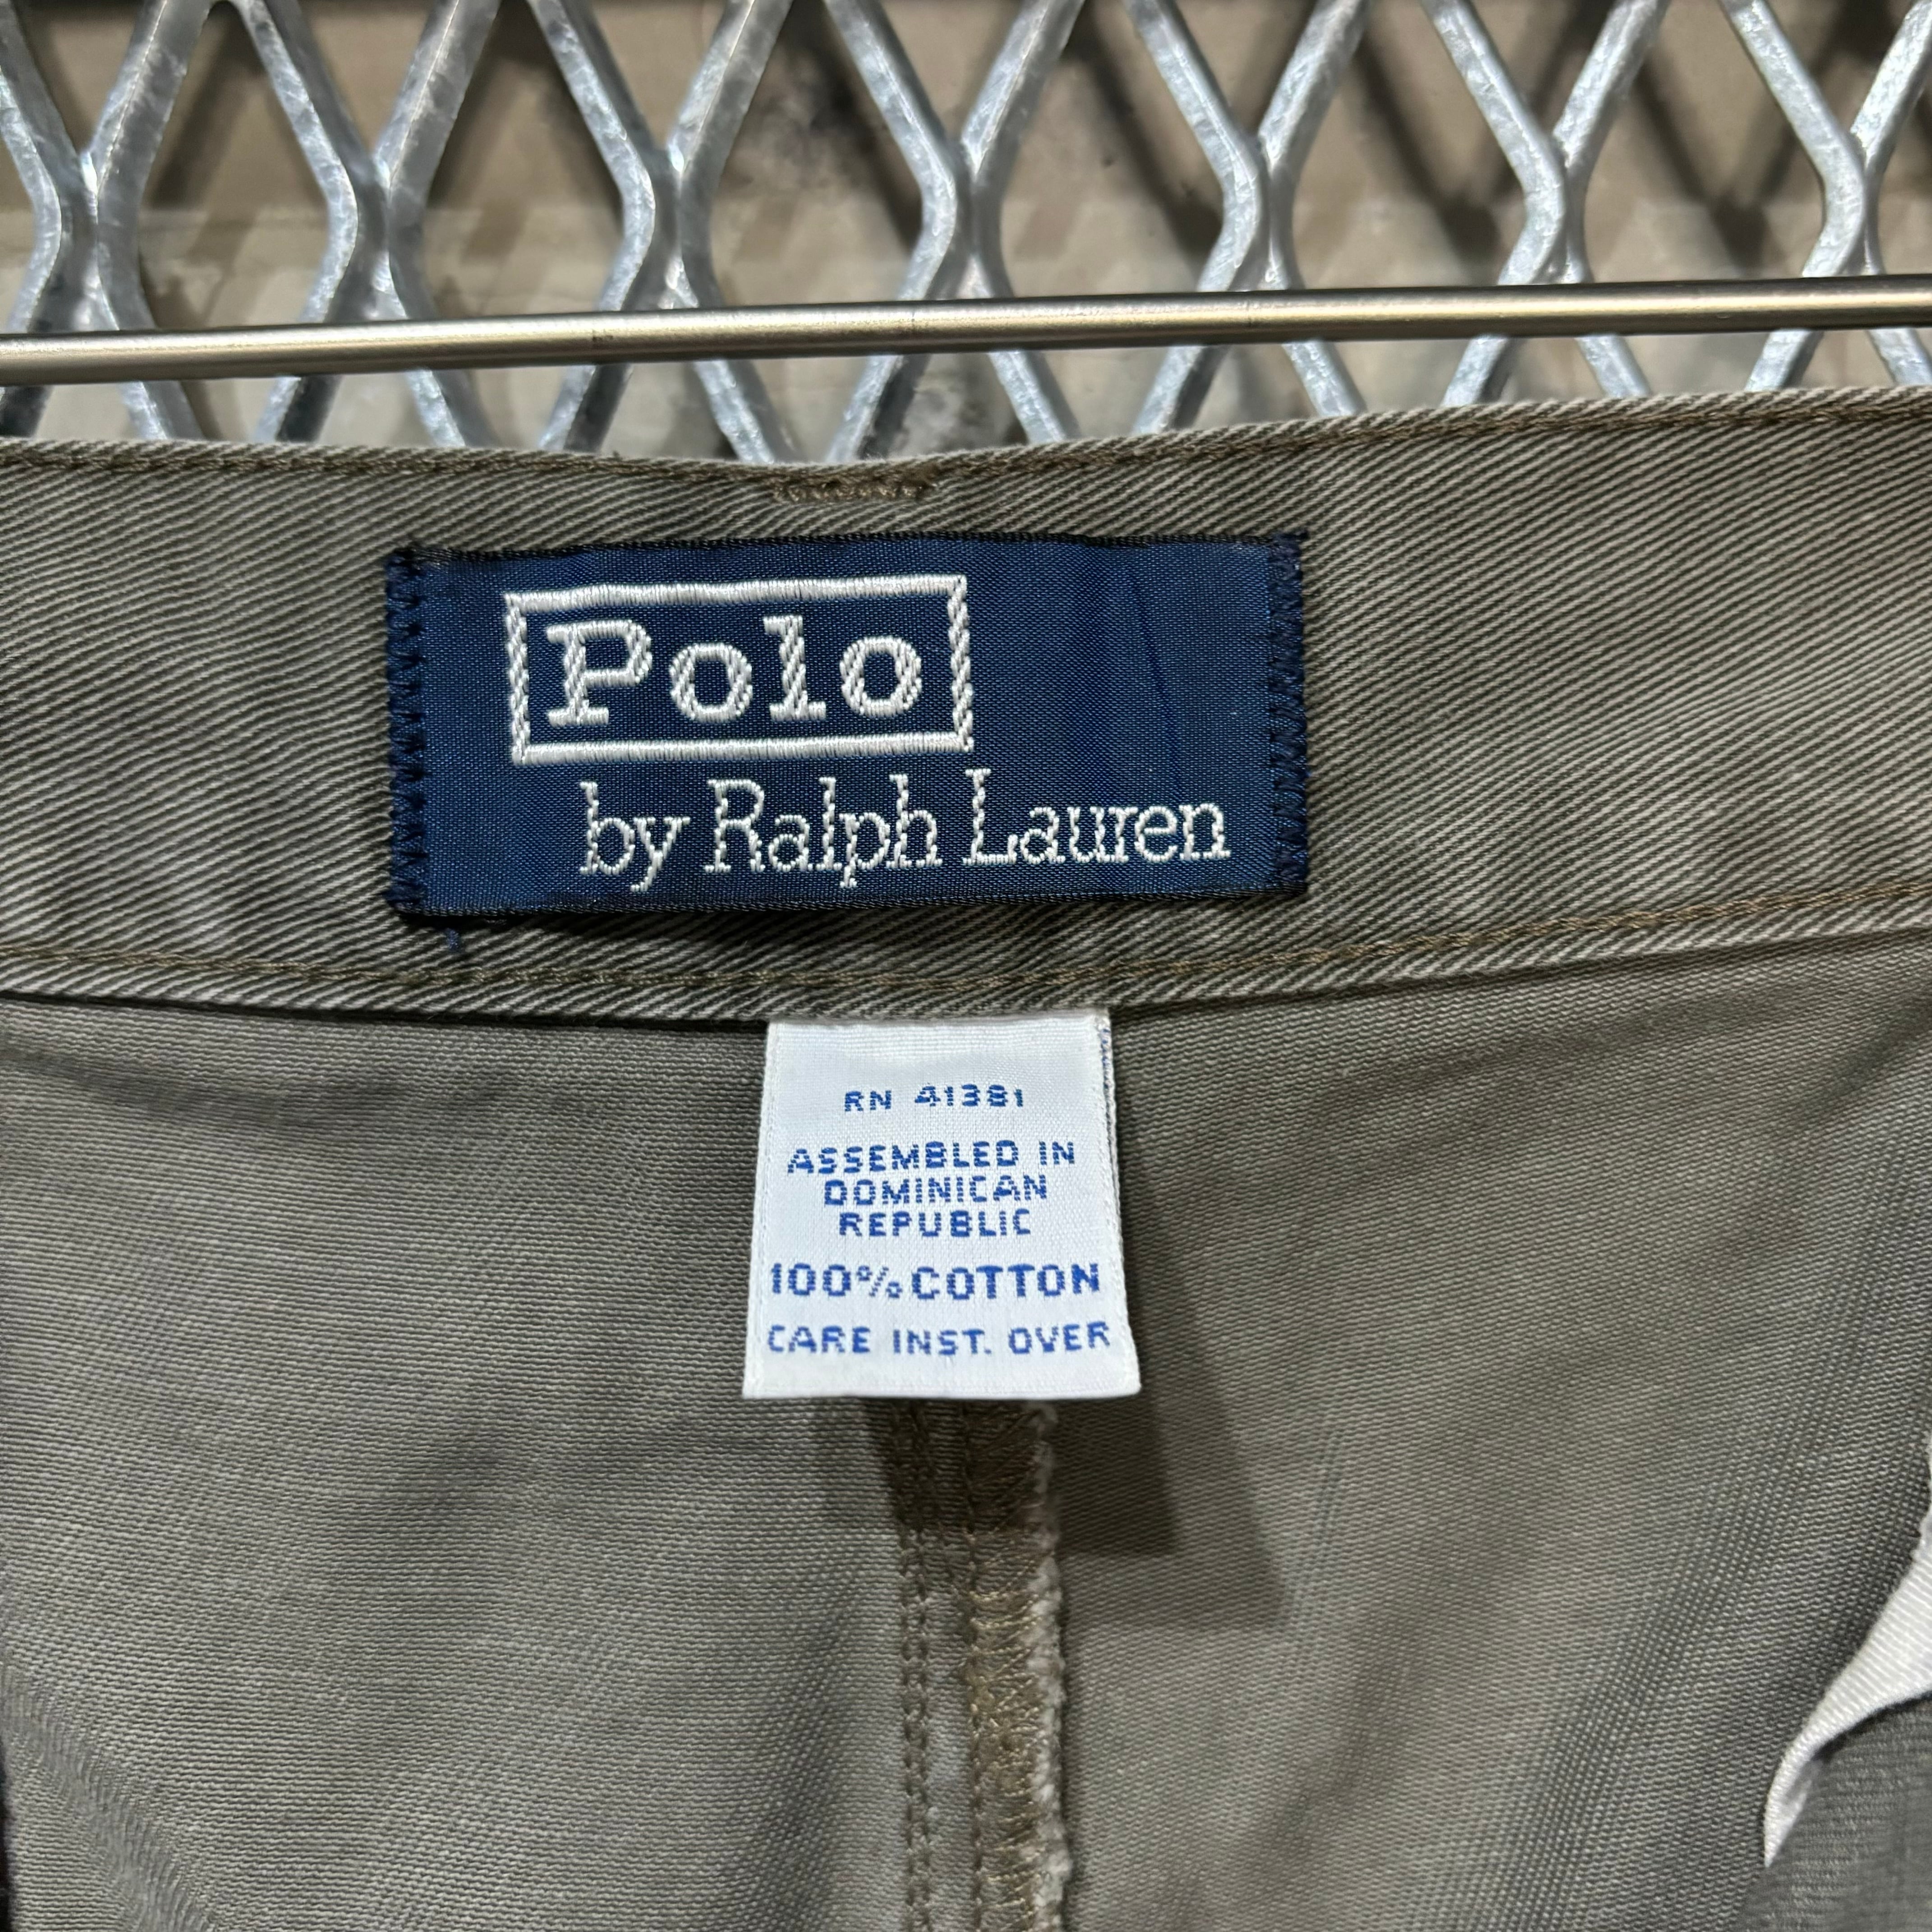 Polo
by Ralph Lauren
RN 41381
ASSEMBLED IN
DOMINICAN
REPUBLIC
100% COTTON
CARE INST. OVER